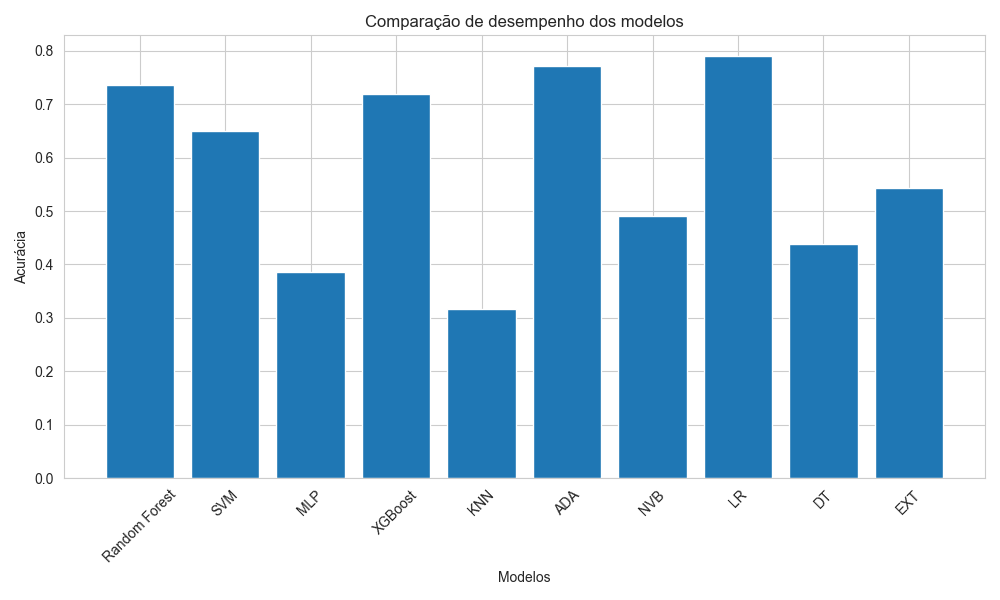 Comparação de desempenho dos modelos
Acurácia
0.8
0.7
0.6
0.5
0.4
0.3
0.2
0.1
0.0
Random Forest
SVM
MLP
XGBoost
KNN
ADA
NVB
LR
DT
EXT
Modelos